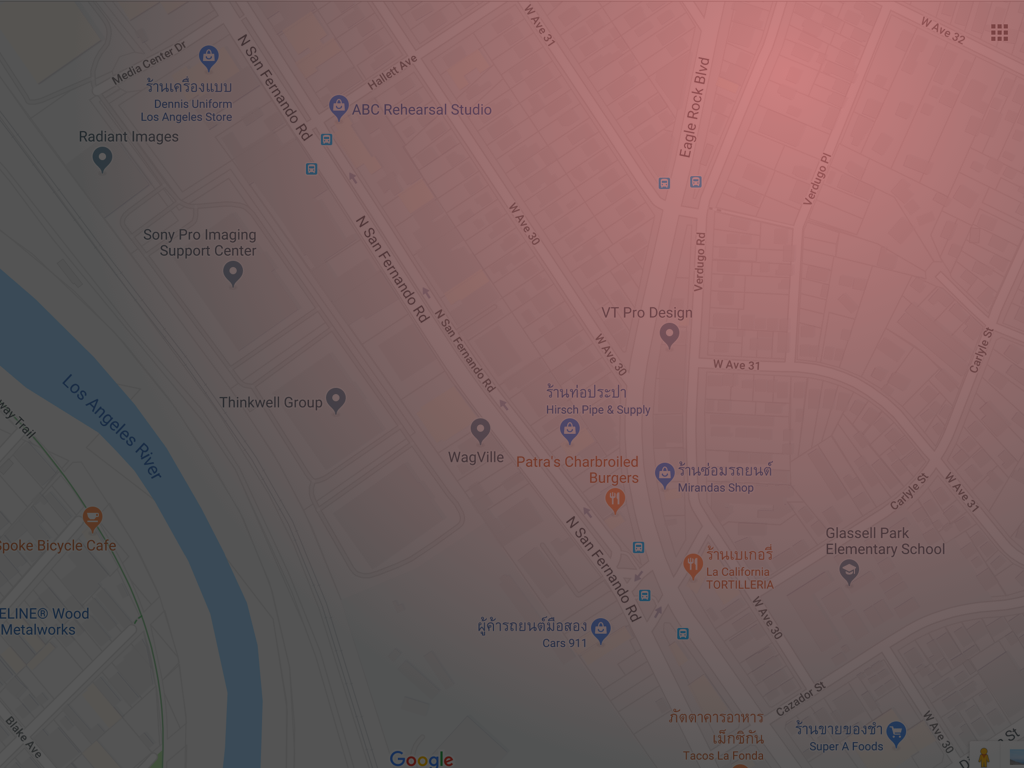 W Ave 31
W Ave 32
Media Center Dr
N San Fernando Rd
Hallett Ave
Eagle Rock Blvd
ร้านเครื่องแบบ
Dennis Uniform
Los Angeles Store
ABC Rehearsal Studio
Radiant Images
Verdugo Pl
W Ave 30
N San Fernando Rd
Sony Pro Imaging
Support Center
Verdugo Rd
VT Pro Design
N San Fernando Rd
W Ave 30
Carlyle St
W Ave 31
Los Angeles River
Thinkwell Group
ร้านท่อประปา
Hirsch Pipe & Supply
way Trail
WagVille
Patra's Charbroiled
Burgers
ร้านซ่อมรถยนต์
Mirandas Shop
Carlyle St
W Ave 31
Spoke Bicycle Cafe
N San Fernando Rd
Glassell Park
Elementary School
ร้านเบเกอรี่
La California
TORTILLERIA
ELINE® Wood
Metalworks
ผู้ค้ารถยนต์มือสอง
Cars 911
W Ave 30
Cazador St
Blake Ave
ภัตตาคารอาหาร
เม็กซิกัน
Tacos La Fonda
ร้านขายของชำ
Super A Foods
W Ave 30
St
Google